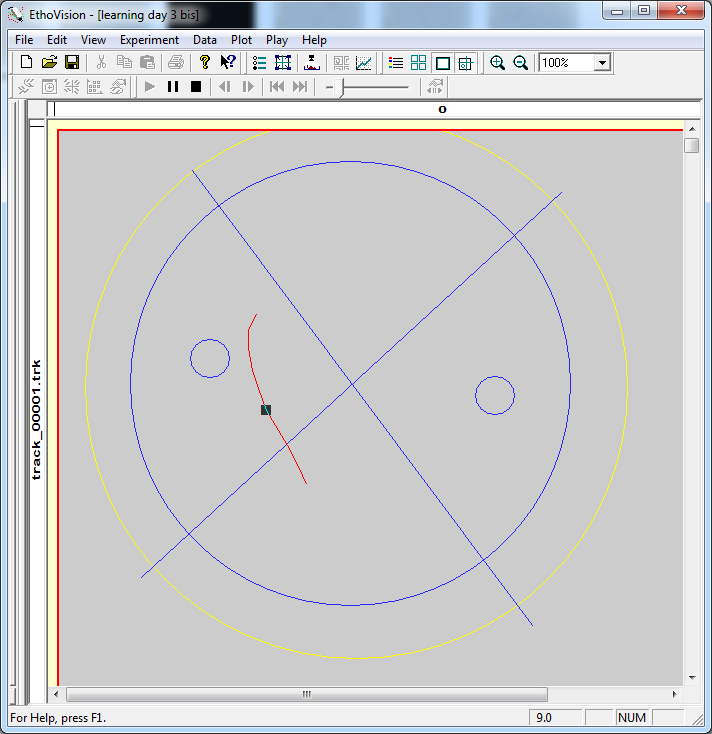 EthoVision - [learning day 3 bis]
File Edit View Experiment Data Plot Play Help
100%
0
track_00001.trk
For Help, press F1.
9.0
NUM